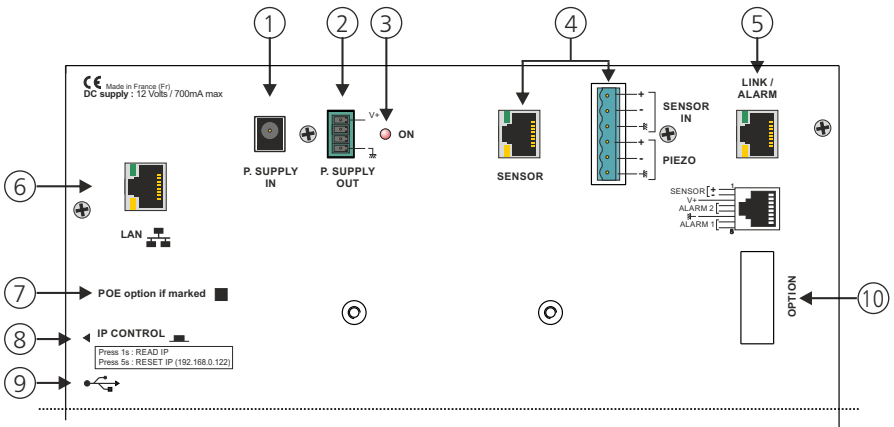 1
2
3
4
5
CE Made in France (Fr)
DC supply : 12 Volts / 700mA max
LINK /
ALARM
V+
ON
+
-
SENSOR
IN
+
-
PIEZO
P. SUPPLY
IN
P. SUPPLY
OUT
SENSOR
6
LAN
SENSOR + -
V+
ALARM 2
ALARM 1
1
8
7
POE option if marked
OPTION
10
8
IP CONTROL
Press 1s : READ IP
Press 5s : RESET IP (192.168.0.122)
9